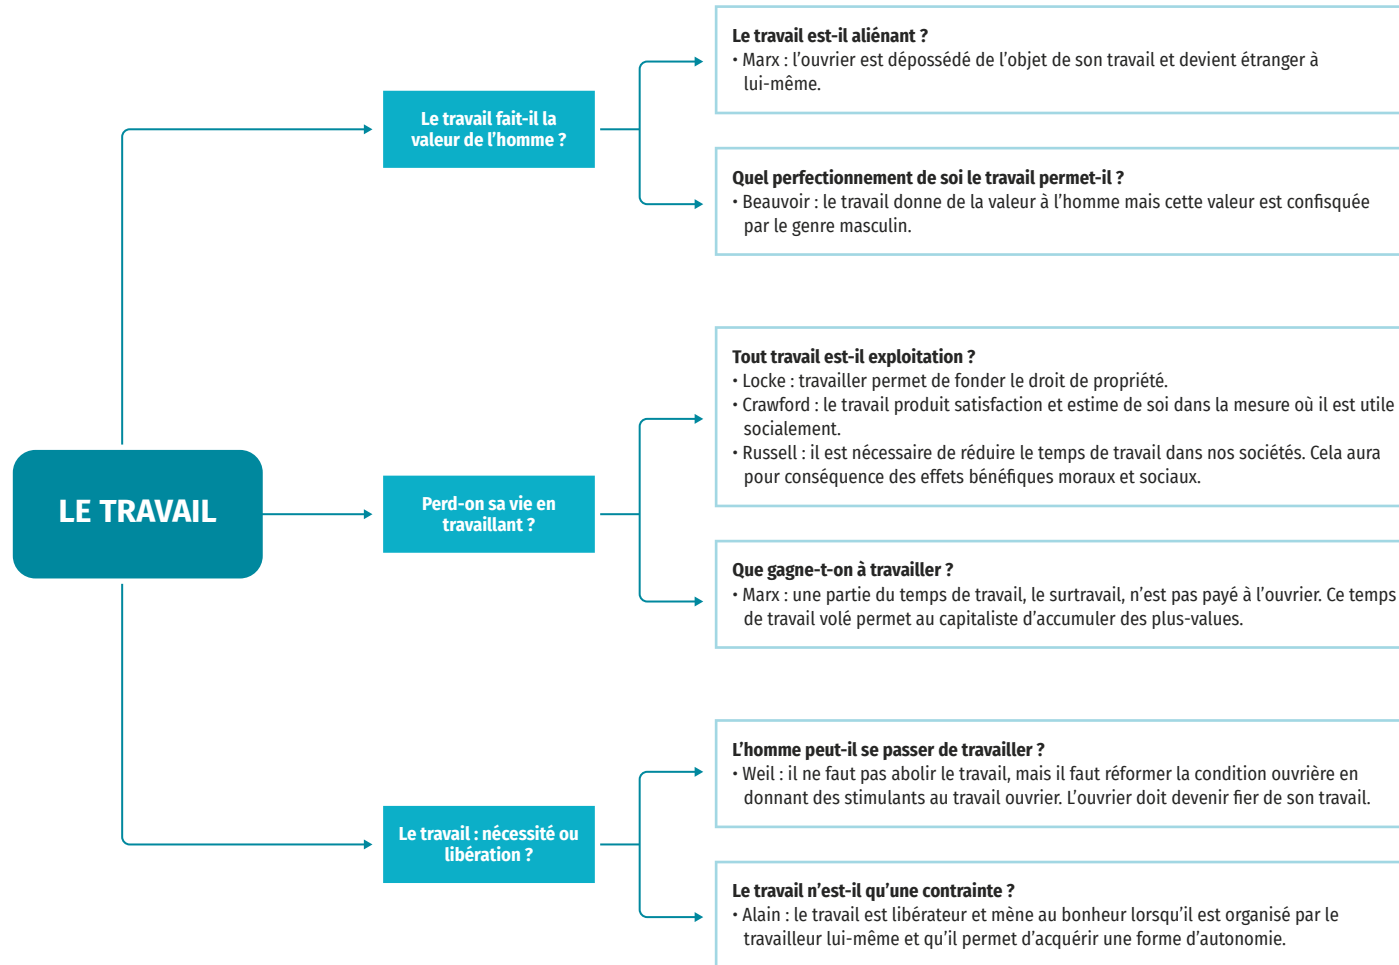 Le travail est-il aliénant ?
• Marx : l’ouvrier est dépossédé de l’objet de son travail et devient étranger à
lui-même.
Le travail fait-il la
valeur de l’homme ?
Quel perfectionnement de soi le travail permet-il ?
• Beauvoir : le travail donne de la valeur à l’homme mais cette valeur est confisquée
par le genre masculin.
Tout travail est-il exploitation ?
• Locke : travailler permet de fonder le droit de propriété.
• Crawford : le travail produit satisfaction et estime de soi dans la mesure où il est utile
socialement.
• Russell : il est nécessaire de réduire le temps de travail dans nos sociétés. Cela aura
pour conséquence des effets bénéfiques moraux et sociaux.
LE TRAVAIL
Perd-on sa vie en
travaillant ?
Que gagne-t-on à travailler ?
• Marx : une partie du temps de travail, le surtravail, n’est pas payé à l’ouvrier. Ce temps
de travail volé permet au capitaliste d’accumuler des plus-values.
L’homme peut-il se passer de travailler ?
• Weil : il ne faut pas abolir le travail, mais il faut réformer la condition ouvrière en
donnant des stimulants au travail ouvrier. L’ouvrier doit devenir fier de son travail.
Le travail : nécessité ou
libération ?
Le travail n’est-il qu’une contrainte ?
• Alain : le travail est libérateur et mène au bonheur lorsqu’il est organisé par le
travailleur lui-même et qu’il permet d’acquérir une forme d’autonomie.